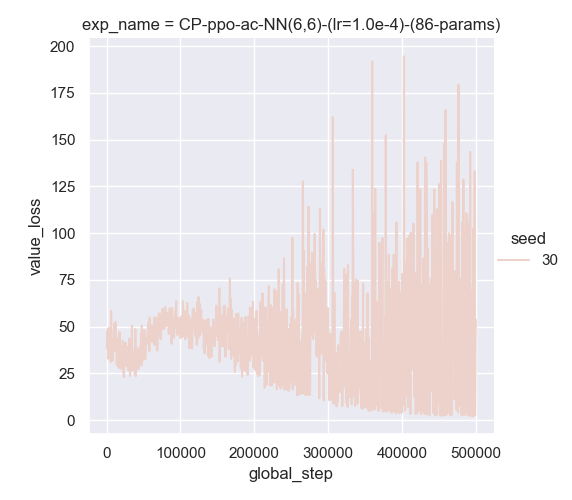 exp_name = CP-ppo-ac-NN(6,6)-(lr=1.0e-4)-(86-params)
200
175
150
125
100
75
50
25
0
value_loss
0 100000 200000 300000 400000 500000
global_step
seed
30